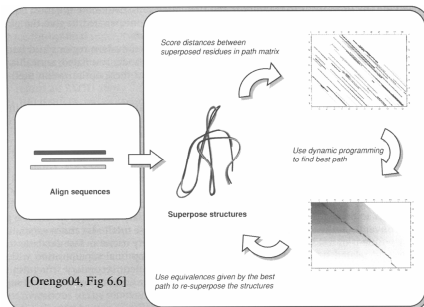 Score distances between
superposed residues in path matrix
Align sequences
Superpose structures
Use dynamic programming
to find best path
Use equivalences given by the best
path to re-superpose the structures
[Orengo04, Fig 6.6]